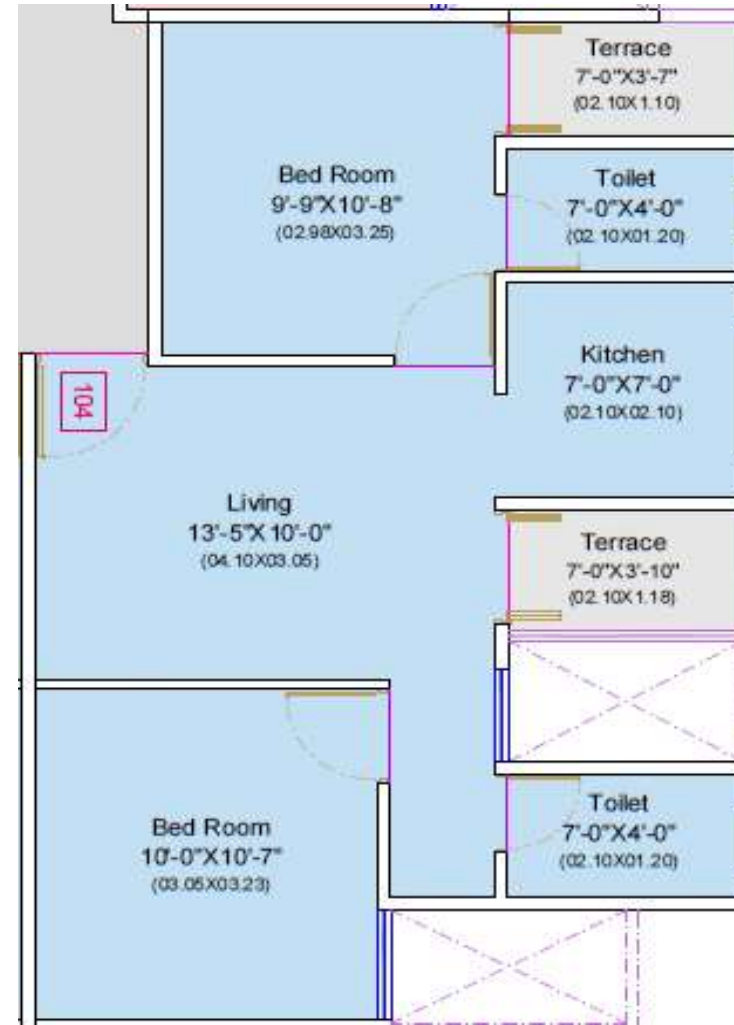 Terrace
7'-0"X3'-7"
(02.10X1.10)
Bed Room
9'-9"X10'-8"
(02.98X03.25)
Toilet
7'-0"X4'-0"
(02.10X01.20)
Kitchen
7'-0"X7'-0"
(02.10X02.10)
104
Living
13'-5"X10'-0"
(04.10X03.05)
Terrace
7'-0"X3'-10"
(02.10X1.18)
Bed Room
10'-0"X10'-7"
(03.05X03.23)
Toilet
7'-0"X4'-0"
(02.10X01.20)